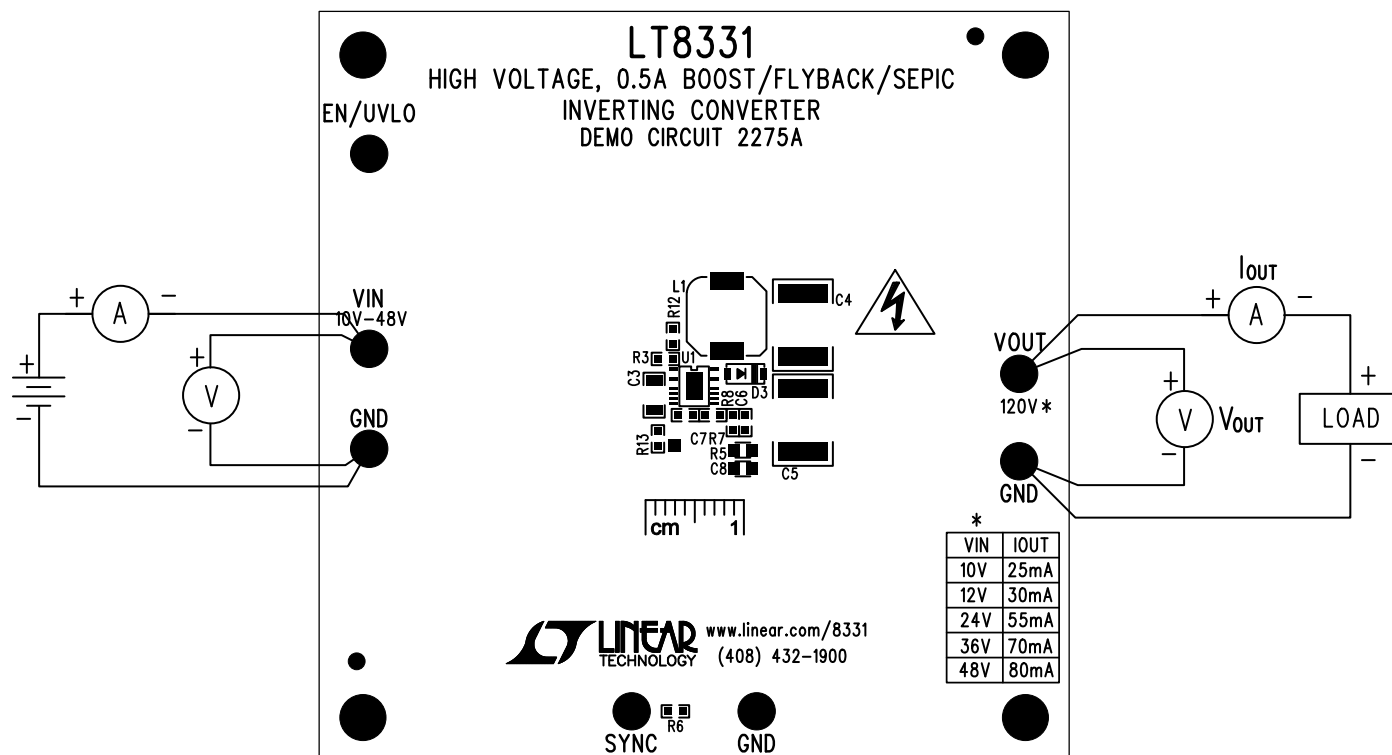 LT8331
HIGH VOLTAGE, 0.5A BOOST/FLYBACK/SEPIC
INVERTING CONVERTER
DEMO CIRCUIT 2275A
EN/UVLO
+ A -
VIN
10V-48V
+
-
+
V
-
GND
L1
R12
C4
R3
U1
C3
D3
R8
C6
R13
C7 R7
R5
C8
C5
cm 1
VOUT
120V*
GND
IOUT
+ A -
+
V
-
VOUT
+
LOAD
-
*
VIN IOUT
10V 25mA
12V 30mA
24V 55mA
36V 70mA
48V 80mA
LINEAR
TECHNOLOGY
www.linear.com/8331
(408) 432-1900
R6
SYNC
GND